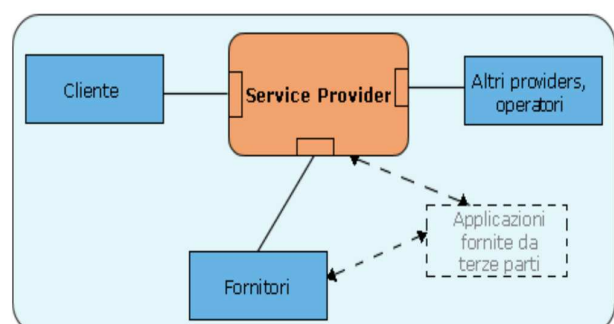 Cliente
Service Provider
Altri providers,
operatori
Applicazioni
fornite da
terze parti
Fornitori